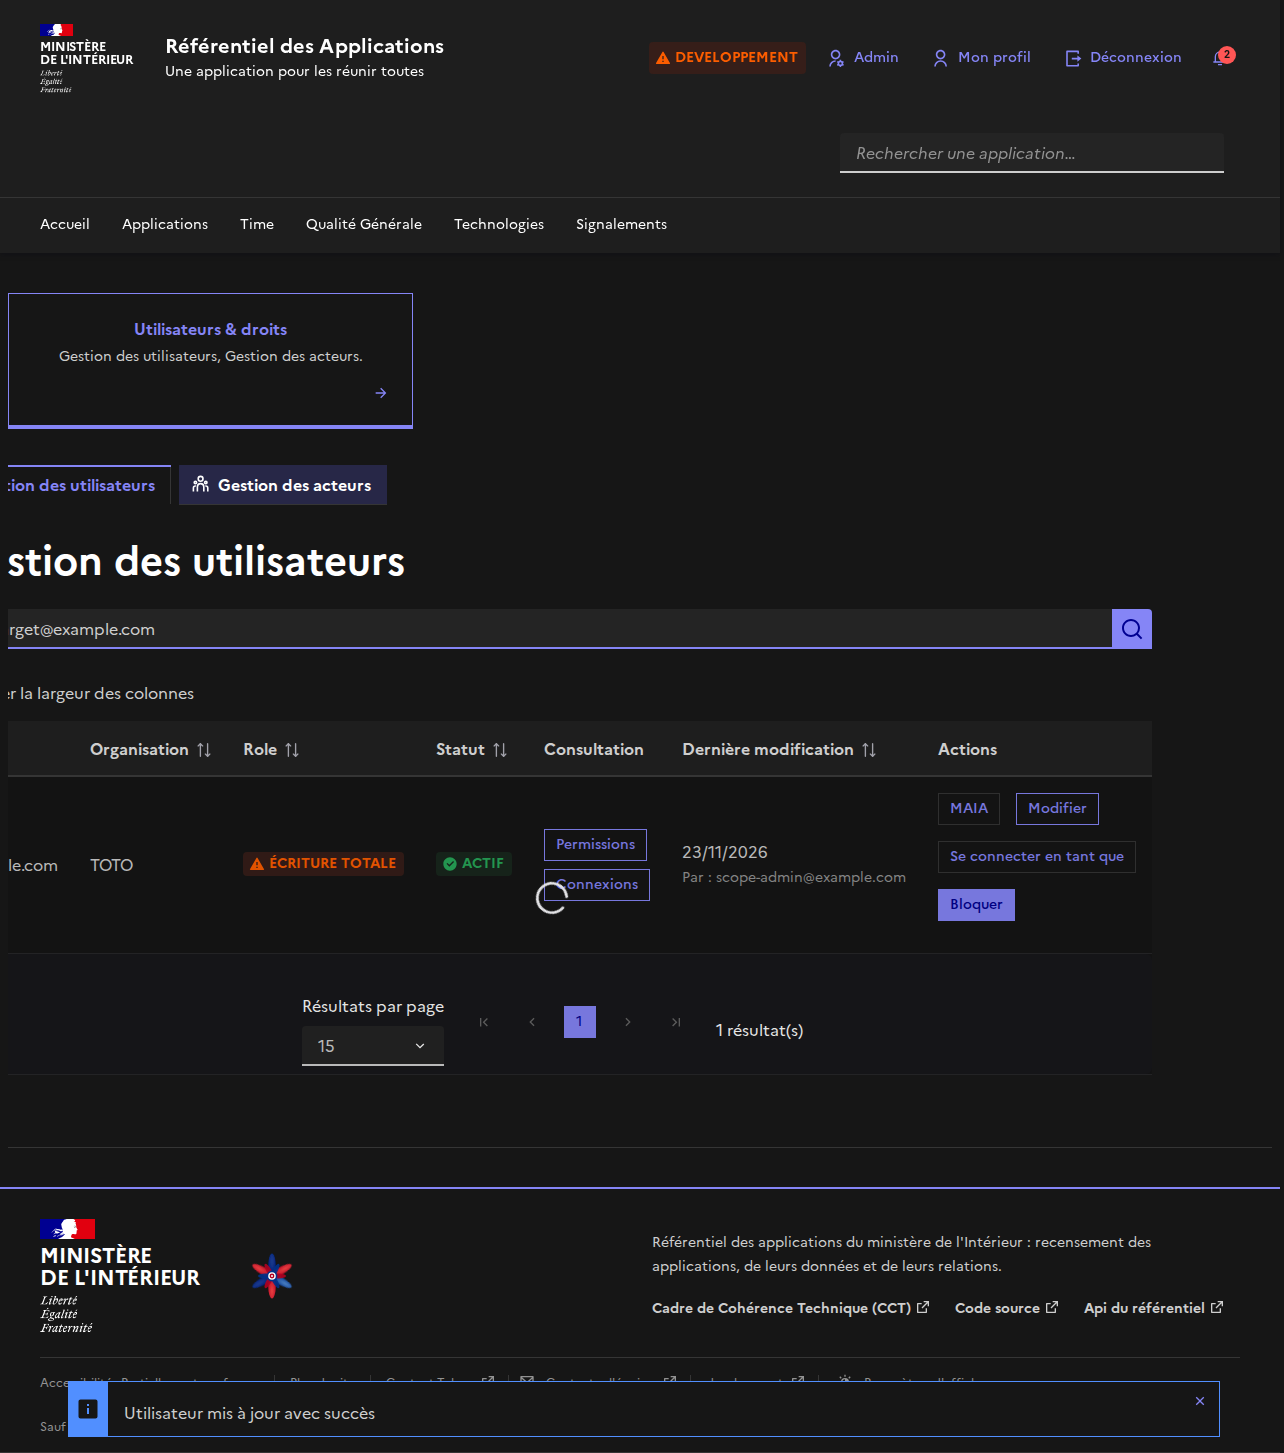 MINISTÈRE
DE L'INTÉRIEUR
Liberté
Égalité
Fraternité
Référentiel des Applications
Une application pour les réunir toutes
DEVELOPPEMENT
Admin
Mon profil
Déconnexion
2
Rechercher une application...
Accueil Applications Time Qualité Générale Technologies Signalements
Utilisateurs & droits
Gestion des utilisateurs, Gestion des acteurs.
tion des utilisateurs
Gestion des acteurs
stion des utilisateurs
rget@example.com
er la largeur des colonnes
Organisation Role Statut Consultation Dernière modification Actions
le.com TOTO ÉCRITURE TOTALE ACTIF
Permissions
Connexions
23/11/2026
Par : scope-admin@example.com
MAIA Modifier
Se connecter en tant que
Bloquer
Résultats par page
15
1
1 résultat(s)
MINISTÈRE
DE L'INTÉRIEUR
Liberté
Égalité
Fraternité
Référentiel des applications du ministère de l'Intérieur : recensement des
applications, de leurs données et de leurs relations.
Cadre de Cohérence Technique (CCT) Code source Api du référentiel
Sauf
Utilisateur mis à jour avec succès